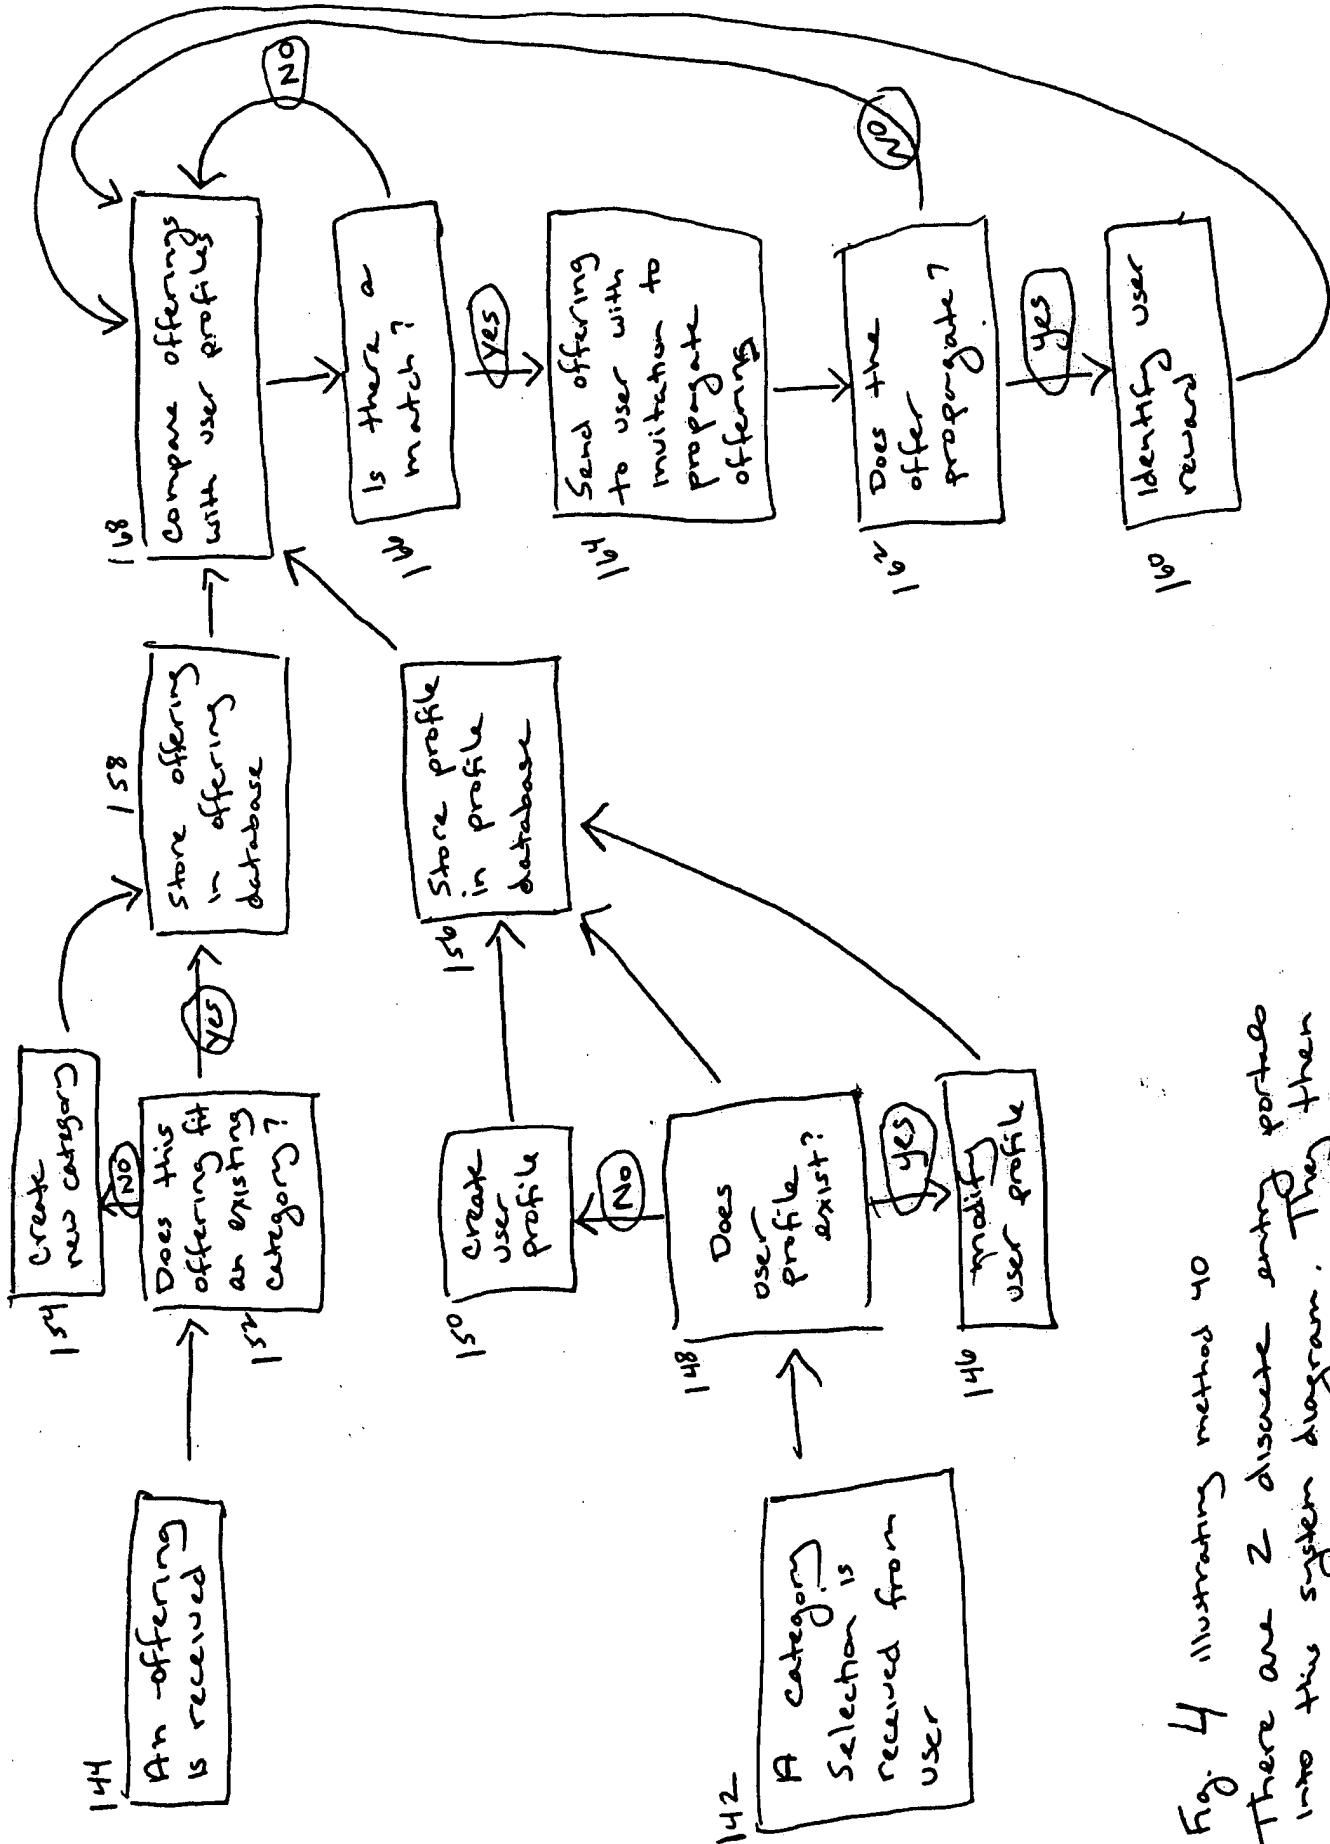 144
An offering
is received
154
create
new category
NO
152
Does this
offering fit
an existing
category?
Yes
158
Store offering
in offering
database
168
Compare offerings
with user profiles
NO
166
Is there a
match?
yes
164
Send offering
to user with
invitation to
propagate
offering
162
Does the
offer
propagate?
NO
yes
160
Identify user
reward
142
A category
Selection is
received from
user
148
Does
user
profile
exist?
No
150
create
user
profile
yes
146
modify
user profile
156
Store profile
in profile
database
Fig. 4 illustrating method 40
There are 2 discrete entry portals
into this system diagram. They then